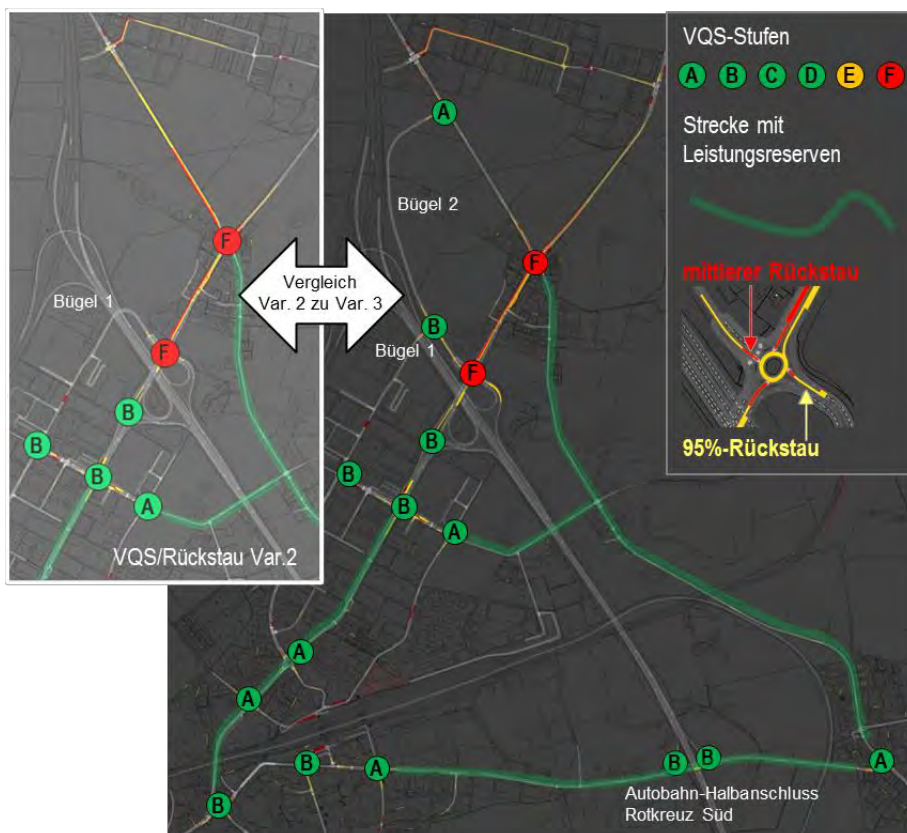 F
Bügel 1
F
B
B
B
A
VQS/Rückstau Var.2
Vergleich
Var. 2 zu Var. 3
A
Bügel 2
F
B
Bügel 1
F
B
B
B
A
A
A
B
A
B
B
A
B
Autobahn-Halbanschluss
Rotkreuz Süd
VQS-Stufen
A B C D E F
Strecke mit
Leistungsreserven
mittlerer Rückstau
95%-Rückstau